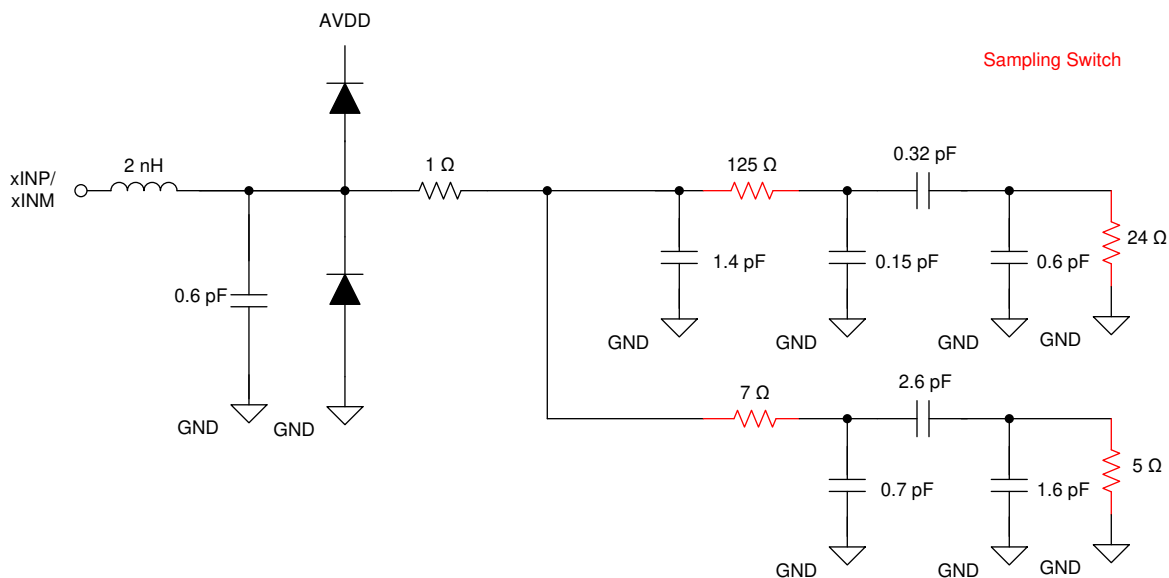 AVDD
Sampling Switch
xINP/
xINM
2 nH
1 Ω
125 Ω
0.32 pF
24 Ω
0.6 pF
1.4 pF
0.15 pF
0.6 pF
GND
GND
GND
GND
GND
GND
7 Ω
2.6 pF
5 Ω
0.7 pF
1.6 pF
GND
GND
GND